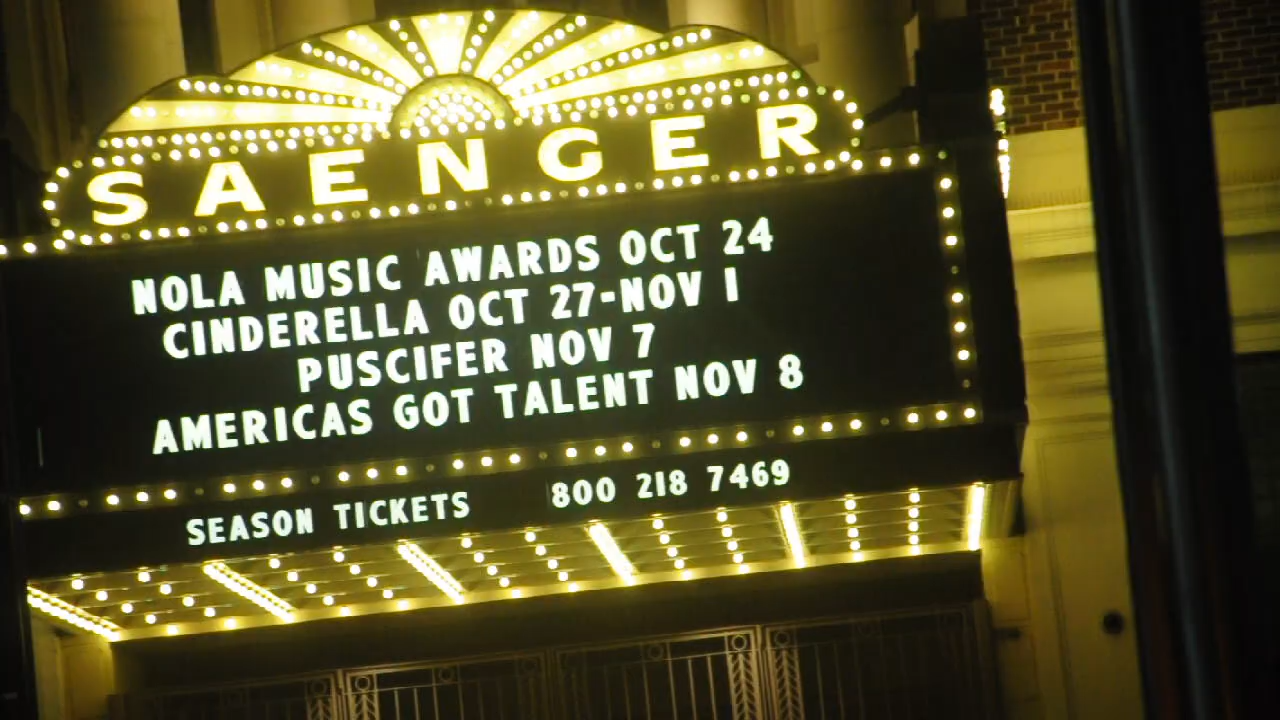 SAENGER
NOLA MUSIC AWARDS OCT 24
CINDERELLA OCT 27-NOV 1
PUSCIFER NOV 7
AMERICAS GOT TALENT NOV 8
SEASON TICKETS 800 218 7469